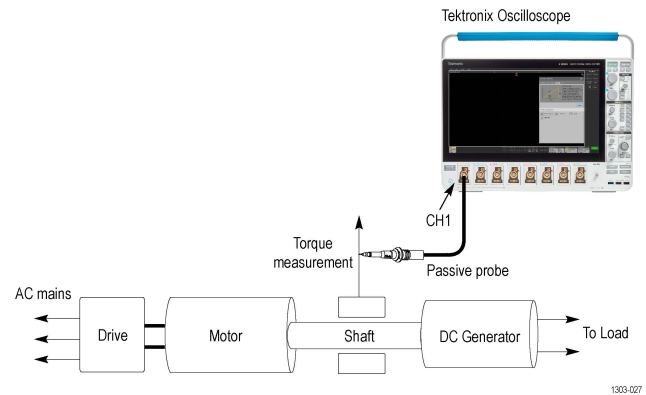 Tektronix Oscilloscope
CH1
Torque
measurement
Passive probe
AC mains
Drive
Motor
Shaft
DC Generator
To Load
1303-027